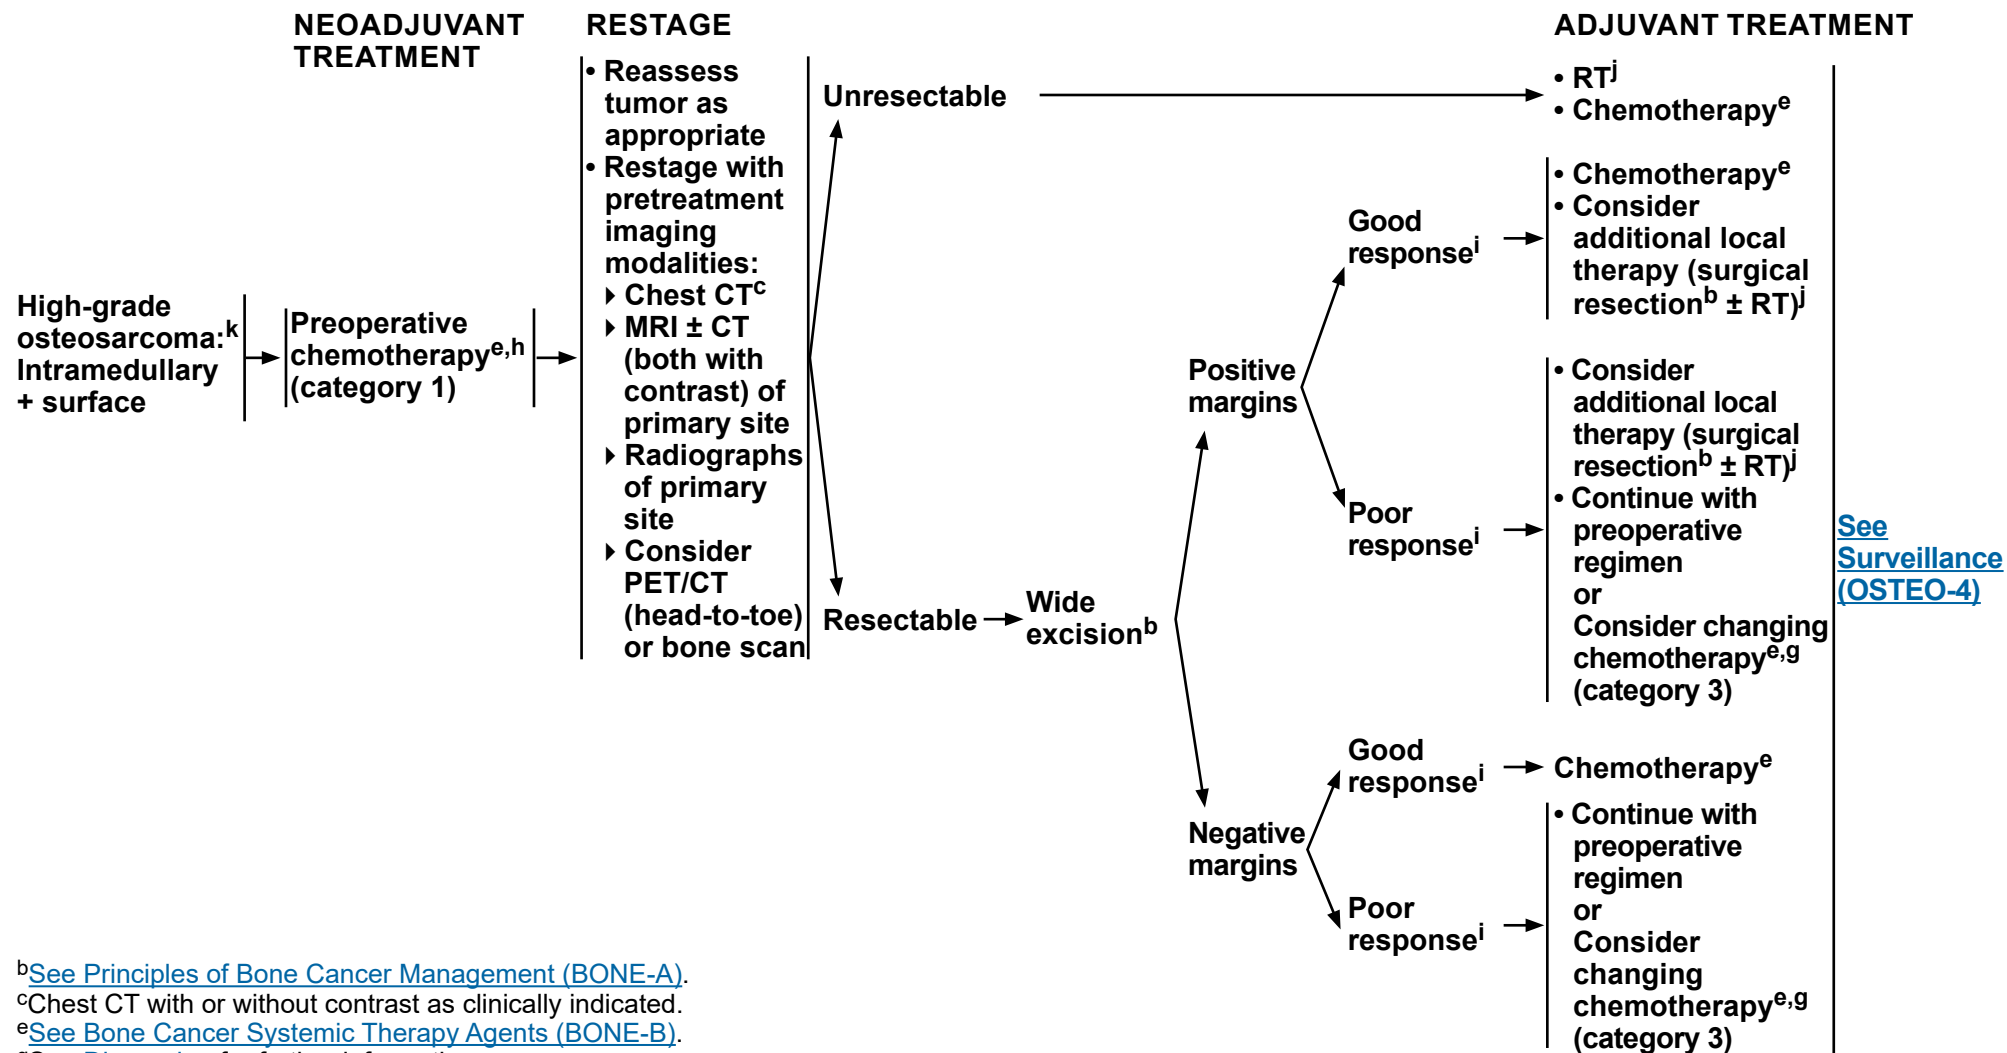 NEOADJUVANT
TREATMENT
RESTAGE
ADJUVANT TREATMENT
High-grade
osteosarcoma:k
Intramedullary
+ surface
Preoperative
chemotherapye,h
(category 1)
• Reassess
tumor as
appropriate
• Restage with
pretreatment
imaging
modalities:
Chest CTc
MRI ± CT
(both with
contrast) of
primary site
Radiographs
of primary
site
Consider
PET/CT
(head-to-toe)
or bone scan
Unresectable
• RTj
• Chemotherapye
Resectable
Wide
excisionb
Positive
margins
Good
responsei
• Chemotherapye
• Consider
additional local
therapy (surgical
resectionb ± RT)j
Poor
responsei
• Consider
additional local
therapy (surgical
resectionb ± RT)j
• Continue with
preoperative
regimen
or
Consider changing
chemotherapye,g
(category 3)
Negative
margins
Good
responsei
Chemotherapye
Poor
responsei
• Continue with
preoperative
regimen
or
Consider
changing
chemotherapye,g
(category 3)
See
Surveillance
(OSTEO-4)
bSee Principles of Bone Cancer Management (BONE-A).
cChest CT with or without contrast as clinically indicated.
eSee Bone Cancer Systemic Therapy Agents (BONE-B).